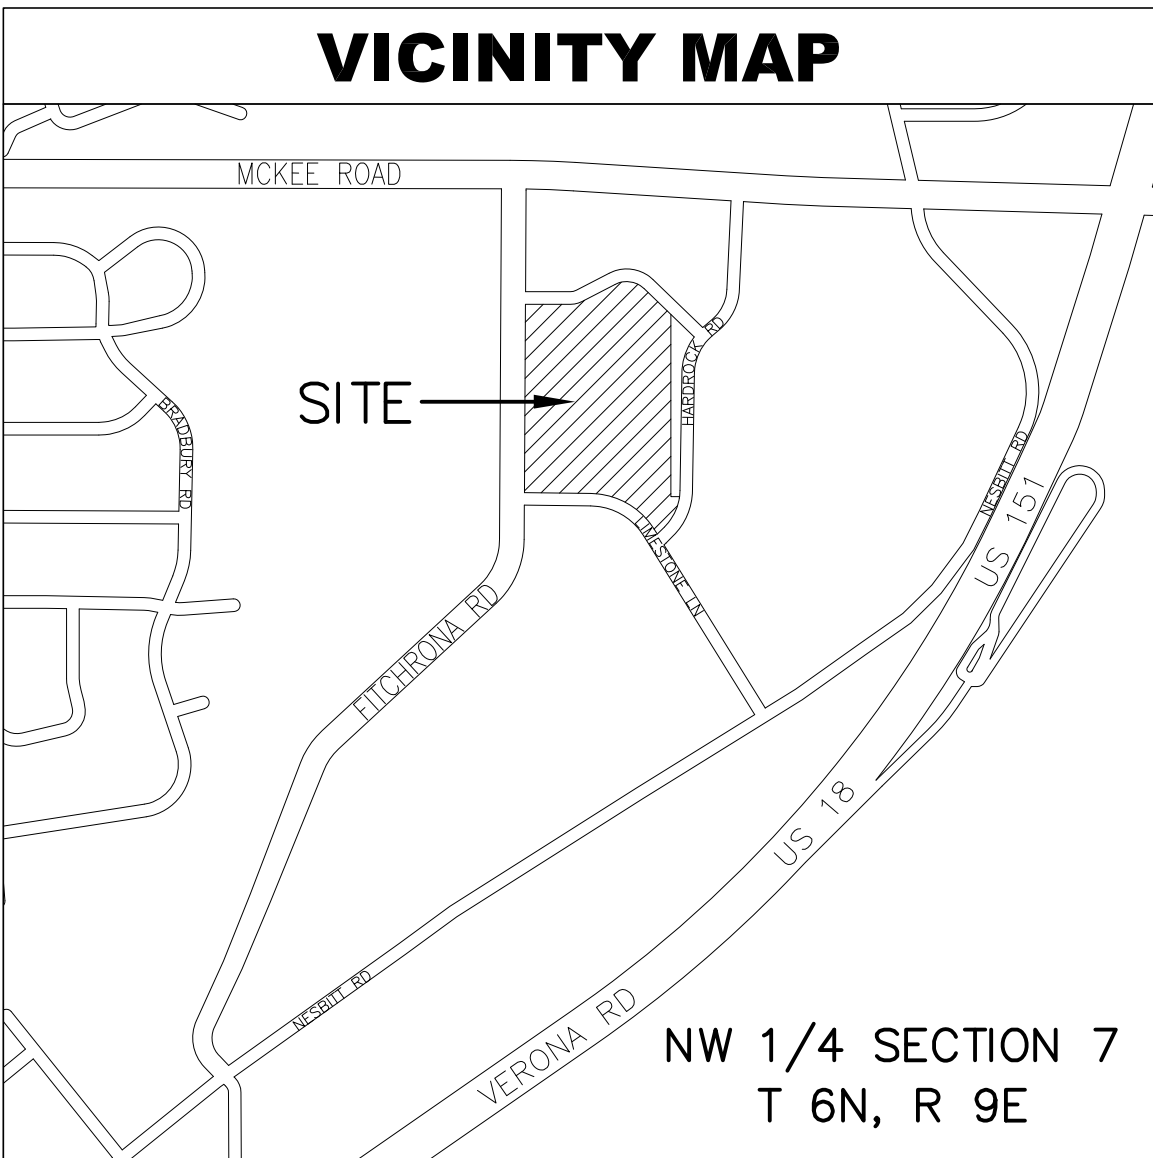 VICINITY MAP
MCKEE ROAD
HARDROCK RD
SITE
BRADBURY RD
NESBITT RD
US 151
LIMESTONE LN
FITCHRONA RD
US 18
NESBITT RD
VERONA RD
NW 1/4 SECTION 7
T 6N, R 9E